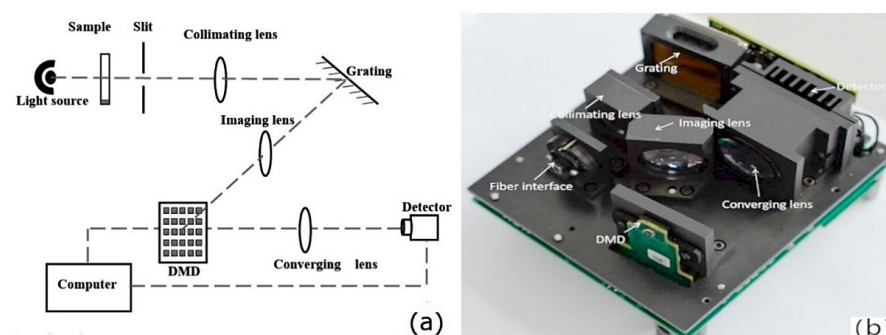 Sample
Slit
Collimating lens
Light source
Grating
Imaging lens
Detector
DMD
Converging lens
Computer
(a)
Grating
Detector
Collimating lens
Imaging lens
Fiber interface
Converging lens
DMD
(b)